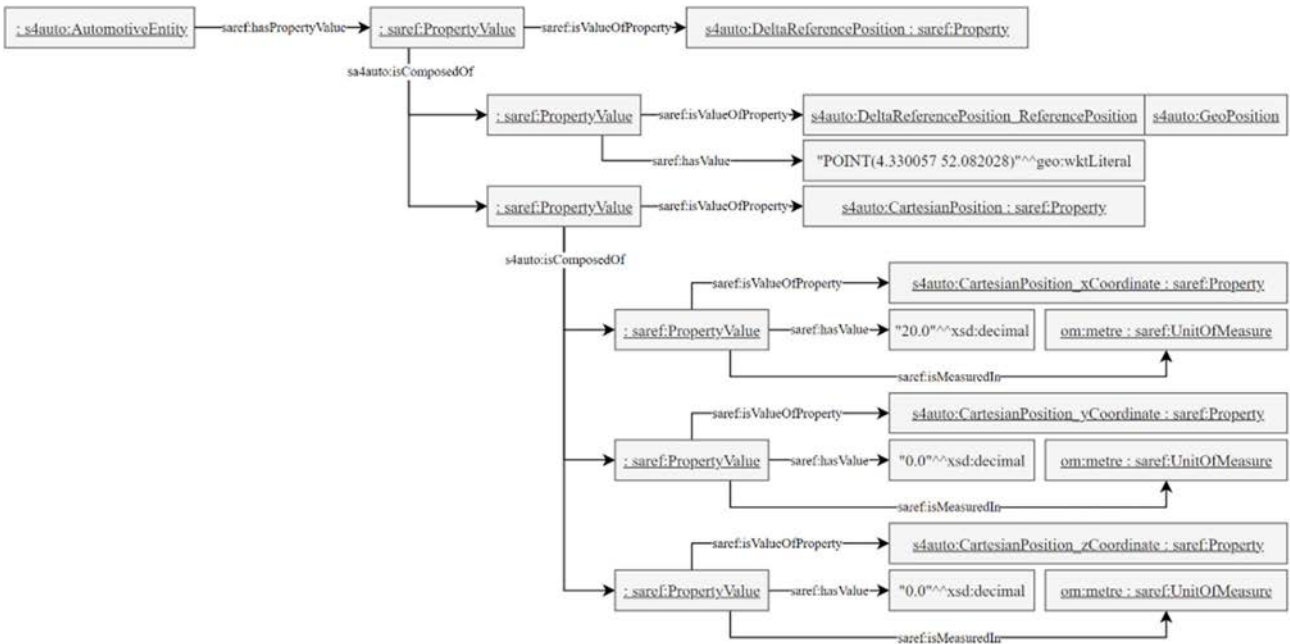 : s4auto:AutomotiveEntity
saref:hasPropertyValue
: saref:PropertyValue
saref:isValueOfProperty
s4auto:DeltaReferencePosition : saref:Property
sa4auto:isComposedOf
: saref:PropertyValue
saref:isValueOfProperty
s4auto:DeltaReferencePosition_ReferencePosition
s4auto:GeoPosition
saref:hasValue
"POINT(4.330057 52.082028)"^^geo:wktLiteral
: saref:PropertyValue
saref:isValueOfProperty
s4auto:CartesianPosition : saref:Property
s4auto:isComposedOf
saref:isValueOfProperty
s4auto:CartesianPosition_xCoordinate : saref:Property
: saref:PropertyValue
saref:hasValue
"20.0"^^xsd:decimal
om:metre : saref:UnitOfMeasure
saref:isMeasuredIn
saref:isValueOfProperty
s4auto:CartesianPosition_yCoordinate : saref:Property
: saref:PropertyValue
saref:hasValue
"0.0"^^xsd:decimal
om:metre : saref:UnitOfMeasure
saref:isMeasuredIn
saref:isValueOfProperty
s4auto:CartesianPosition_zCoordinate : saref:Property
: saref:PropertyValue
saref:hasValue
"0.0"^^xsd:decimal
om:metre : saref:UnitOfMeasure
saref:isMeasuredIn